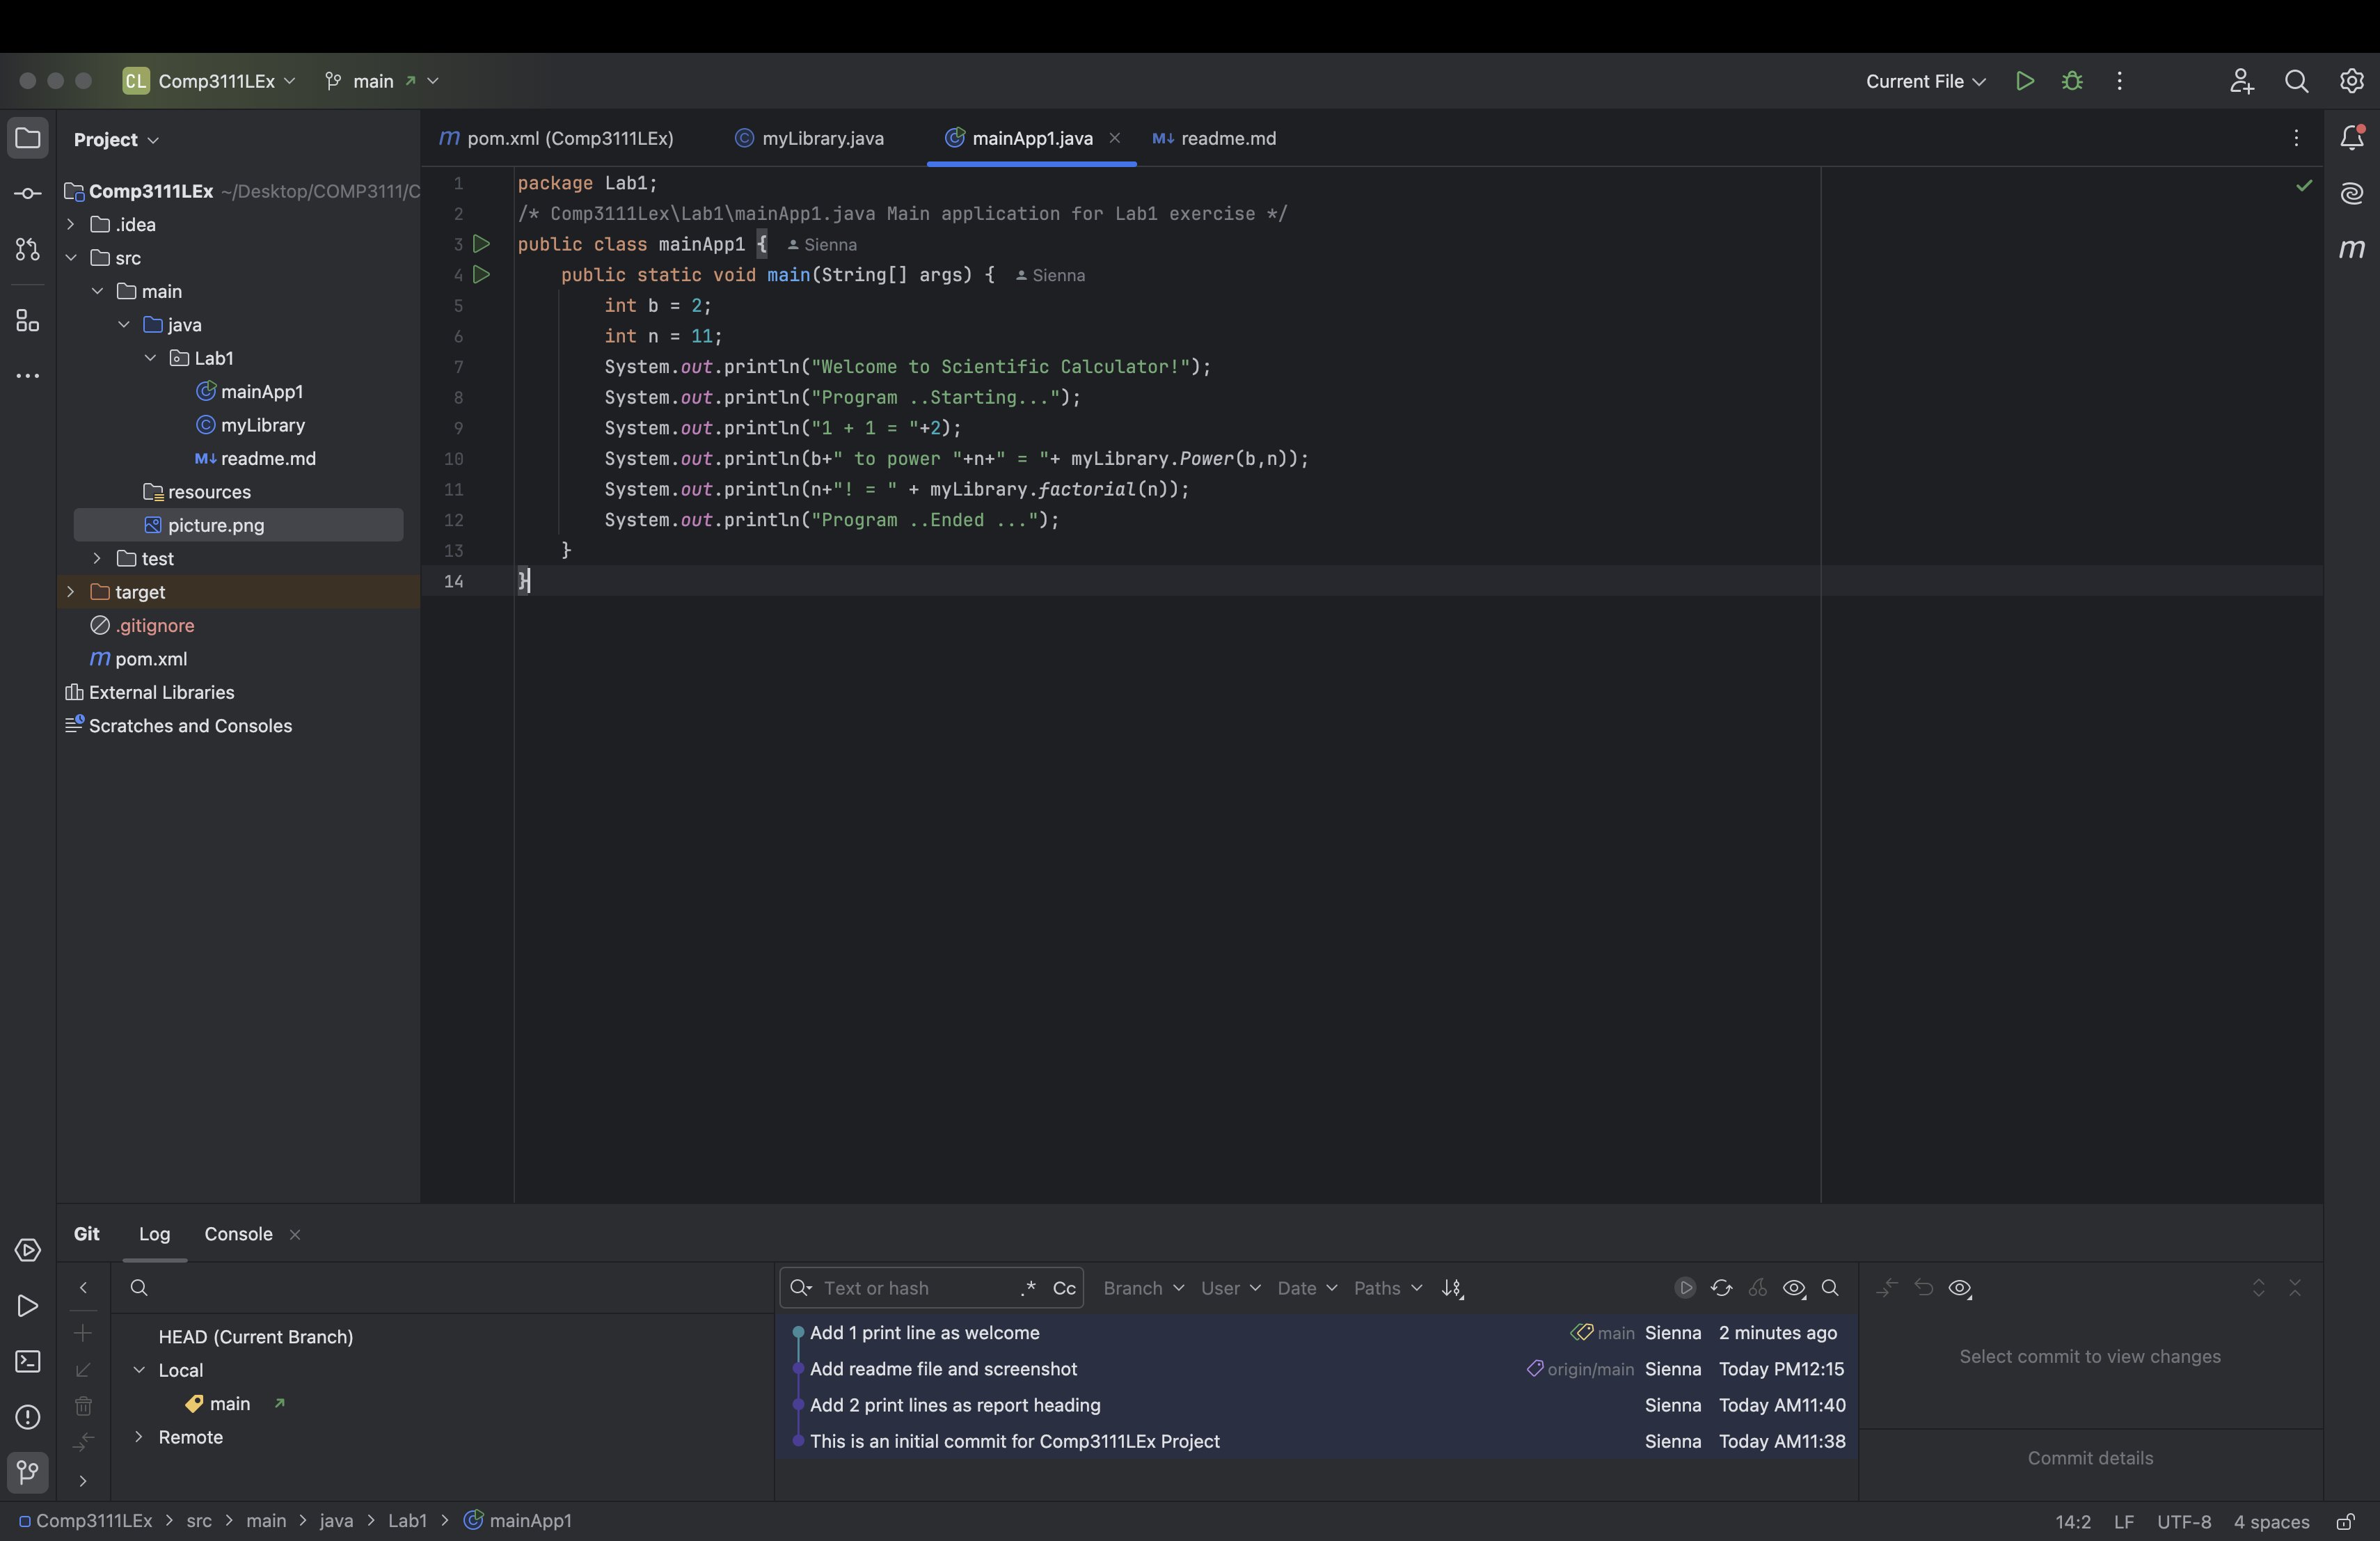 CL Comp3111LEx main Current File
Project
pom.xml (Comp3111LEx) myLibrary.java mainApp1.java readme.md
Comp3111LEx ~/Desktop/COMP3111/C
.idea
src
main
java
Lab1
mainApp1
myLibrary
readme.md
resources
picture.png
test
target
.gitignore
pom.xml
External Libraries
Scratches and Consoles
1 package Lab1;
2 /* Comp3111Lex\Lab1\mainApp1.java Main application for Lab1 exercise */
3 public class mainApp1 { Sienna
4 public static void main(String[] args) { Sienna
5 int b = 2;
6 int n = 11;
7 System.out.println("Welcome to Scientific Calculator!");
8 System.out.println("Program ..Starting...");
9 System.out.println("1 + 1 = "+2);
10 System.out.println(b+" to power "+n+" = "+ myLibrary.Power(b,n));
11 System.out.println(n+"! = " + myLibrary.factorial(n));
12 System.out.println("Program ..Ended ...");
13 }
14 }
Git Log Console
HEAD (Current Branch)
Local
main
Remote
Text or hash .* Cc Branch User Date Paths
Add 1 print line as welcome main Sienna 2 minutes ago
Add readme file and screenshot origin/main Sienna Today PM12:15
Add 2 print lines as report heading Sienna Today AM11:40
This is an initial commit for Comp3111LEx Project Sienna Today AM11:38
Select commit to view changes
Commit details
Comp3111LEx > src > main > java > Lab1 > mainApp1
14:2 LF UTF-8 4 spaces